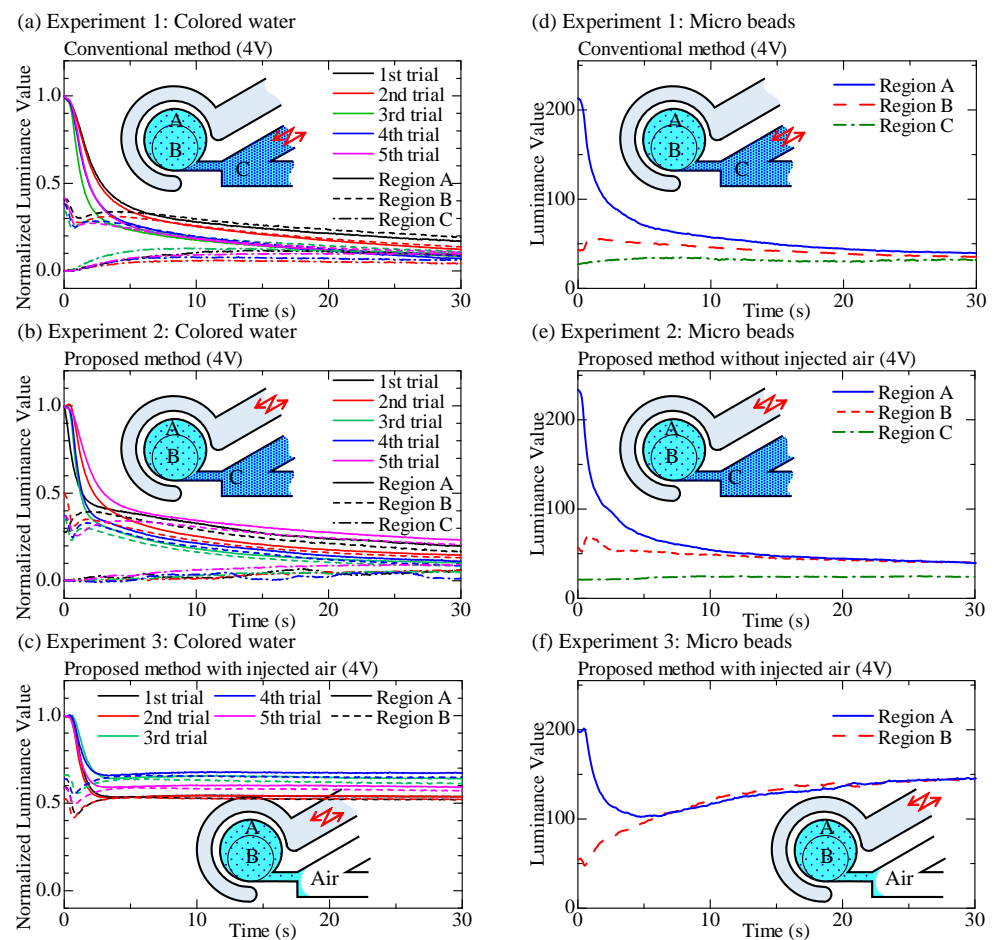 (a) Experiment 1: Colored water
Conventional method (4V)
Normalized Luminance Value
1.0
0.5
0.0
1st trial
2nd trial
3rd trial
4th trial
5th trial
Region A
Region B
Region C
A
B
C
0
10
20
30
Time (s)
(b) Experiment 2: Colored water
Proposed method (4V)
Normalized Luminance Value
1.0
0.5
0.0
1st trial
2nd trial
3rd trial
4th trial
5th trial
Region A
Region B
Region C
A
B
C
0
10
20
30
Time (s)
(c) Experiment 3: Colored water
Proposed method with injected air (4V)
Normalized Luminance Value
1.0
0.5
0.0
1st trial
2nd trial
3rd trial
4th trial
5th trial
Region A
Region B
A
B
Air
0
10
20
30
Time (s)
(d) Experiment 1: Micro beads
Conventional method (4V)
Luminance Value
200
100
0
Region A
Region B
Region C
A
B
C
0
10
20
30
Time (s)
(e) Experiment 2: Micro beads
Proposed method without injected air (4V)
Luminance Value
200
100
0
Region A
Region B
Region C
A
B
C
0
10
20
30
Time (s)
(f) Experiment 3: Micro beads
Proposed method with injected air (4V)
Luminance Value
200
100
0
Region A
Region B
A
B
Air
0
10
20
30
Time (s)